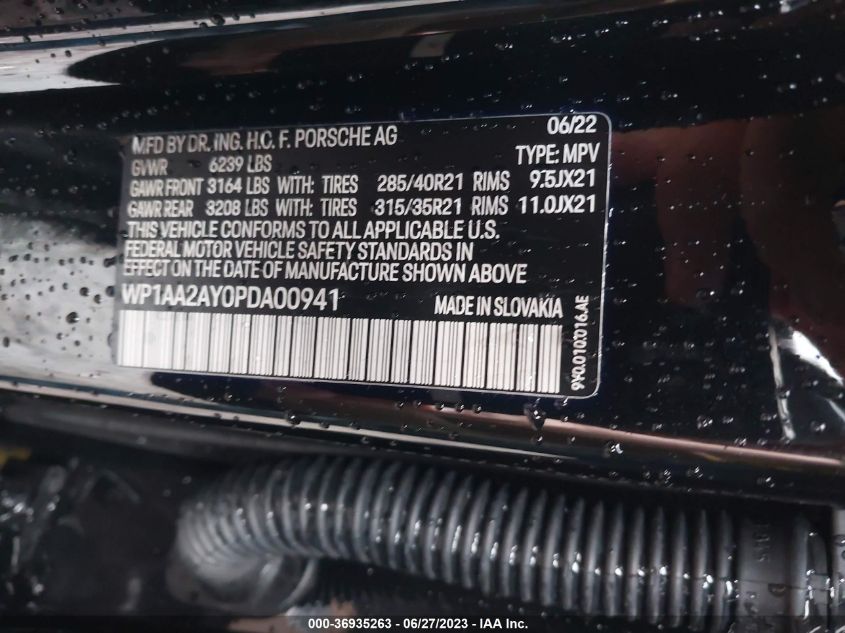 MFD BY DR. ING. H.C. F. PORSCHE AG 06/22
GVWR 6239 LBS TYPE: MPV
GAWR FRONT 3164 LBS WITH: TIRES 285/40R21 RIMS 9.5JX21
GAWR REAR 3208 LBS WITH: TIRES 315/35R21 RIMS 11.0JX21
THIS VEHICLE CONFORMS TO ALL APPLICABLE U.S.
FEDERAL MOTOR VEHICLE SAFETY STANDARDS IN
EFFECT ON THE DATE OF MANUFACTURE SHOWN ABOVE
WP1AA2AY0PDA00941 MADE IN SLOVAKIA
9Y0.010.016.AE
000-36935263 - 06/27/2023 - IAA Inc.